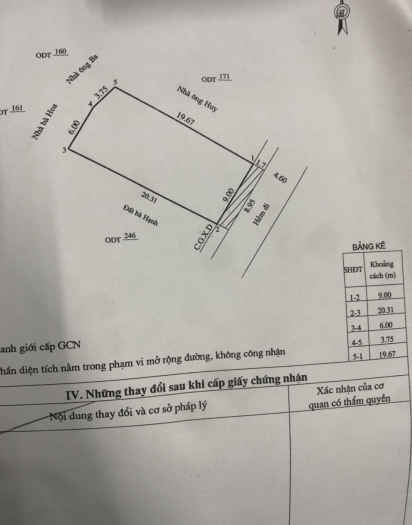 ODT 160
Nhà ông Ba
ODT 171
Nhà ông Huy
3.75
5
4
161
Nhà bà Hoa
6.00
19.67
3
1
1.2
4.60
20.31
9.00
8.95
Hẻm đi
Đất bà Hạnh
C.G.X.D
2
ODT 246
BẢNG KÊ
SHĐT
Khoảng cách (m)
1-2 9.00
2-3 20.31
3-4 6.00
4-5 3.75
5-1 19.67
anh giới cấp GCN
hần diện tích nằm trong phạm vi mở rộng đường, không công nhận
IV. Những thay đổi sau khi cấp giấy chứng nhận
Nội dung thay đổi và cơ sở pháp lý
Xác nhận của cơ
quan có thẩm quyền